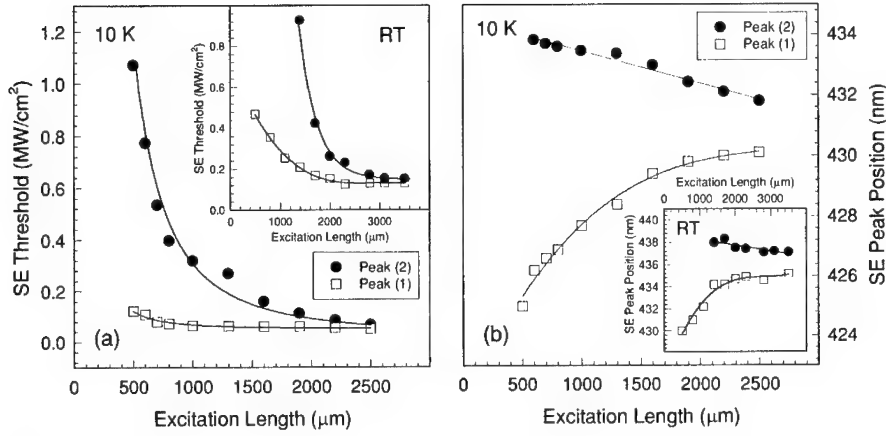 10 K
RT
SE Threshold (MW/cm²)
1.2
1.0
0.8
0.6
0.4
0.2
0.0
SE Threshold (MW/cm²)
0.8
0.6
0.4
0.2
0
0 1000 2000 3000
Excitation Length (μm)
Peak (2)
Peak (1)
(a)
0 500 1000 1500 2000 2500
Excitation Length (μm)
10 K
Peak (2)
Peak (1)
SE Peak Position (nm)
434
432
430
428
426
424
Excitation Length (μm)
0 1000 2000 3000
RT
SE Peak Position (nm)
440
438
436
434
432
430
(b)
0 500 1000 1500 2000 2500
Excitation Length (μm)